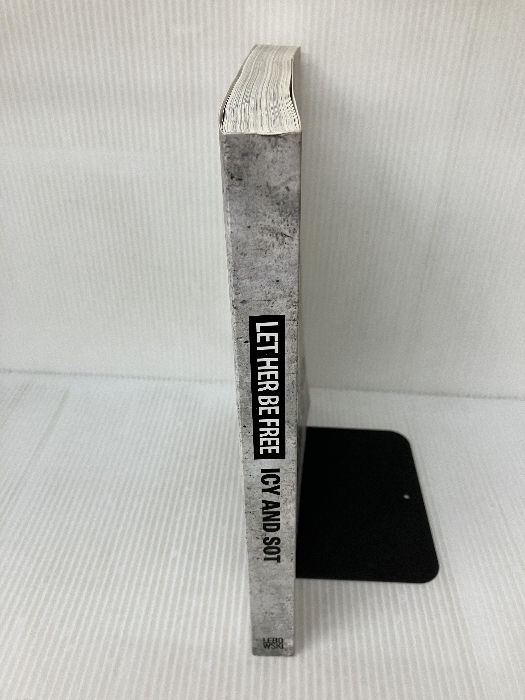 LET HER BE FREE
ICY AND SOT
LEBO
WSKI